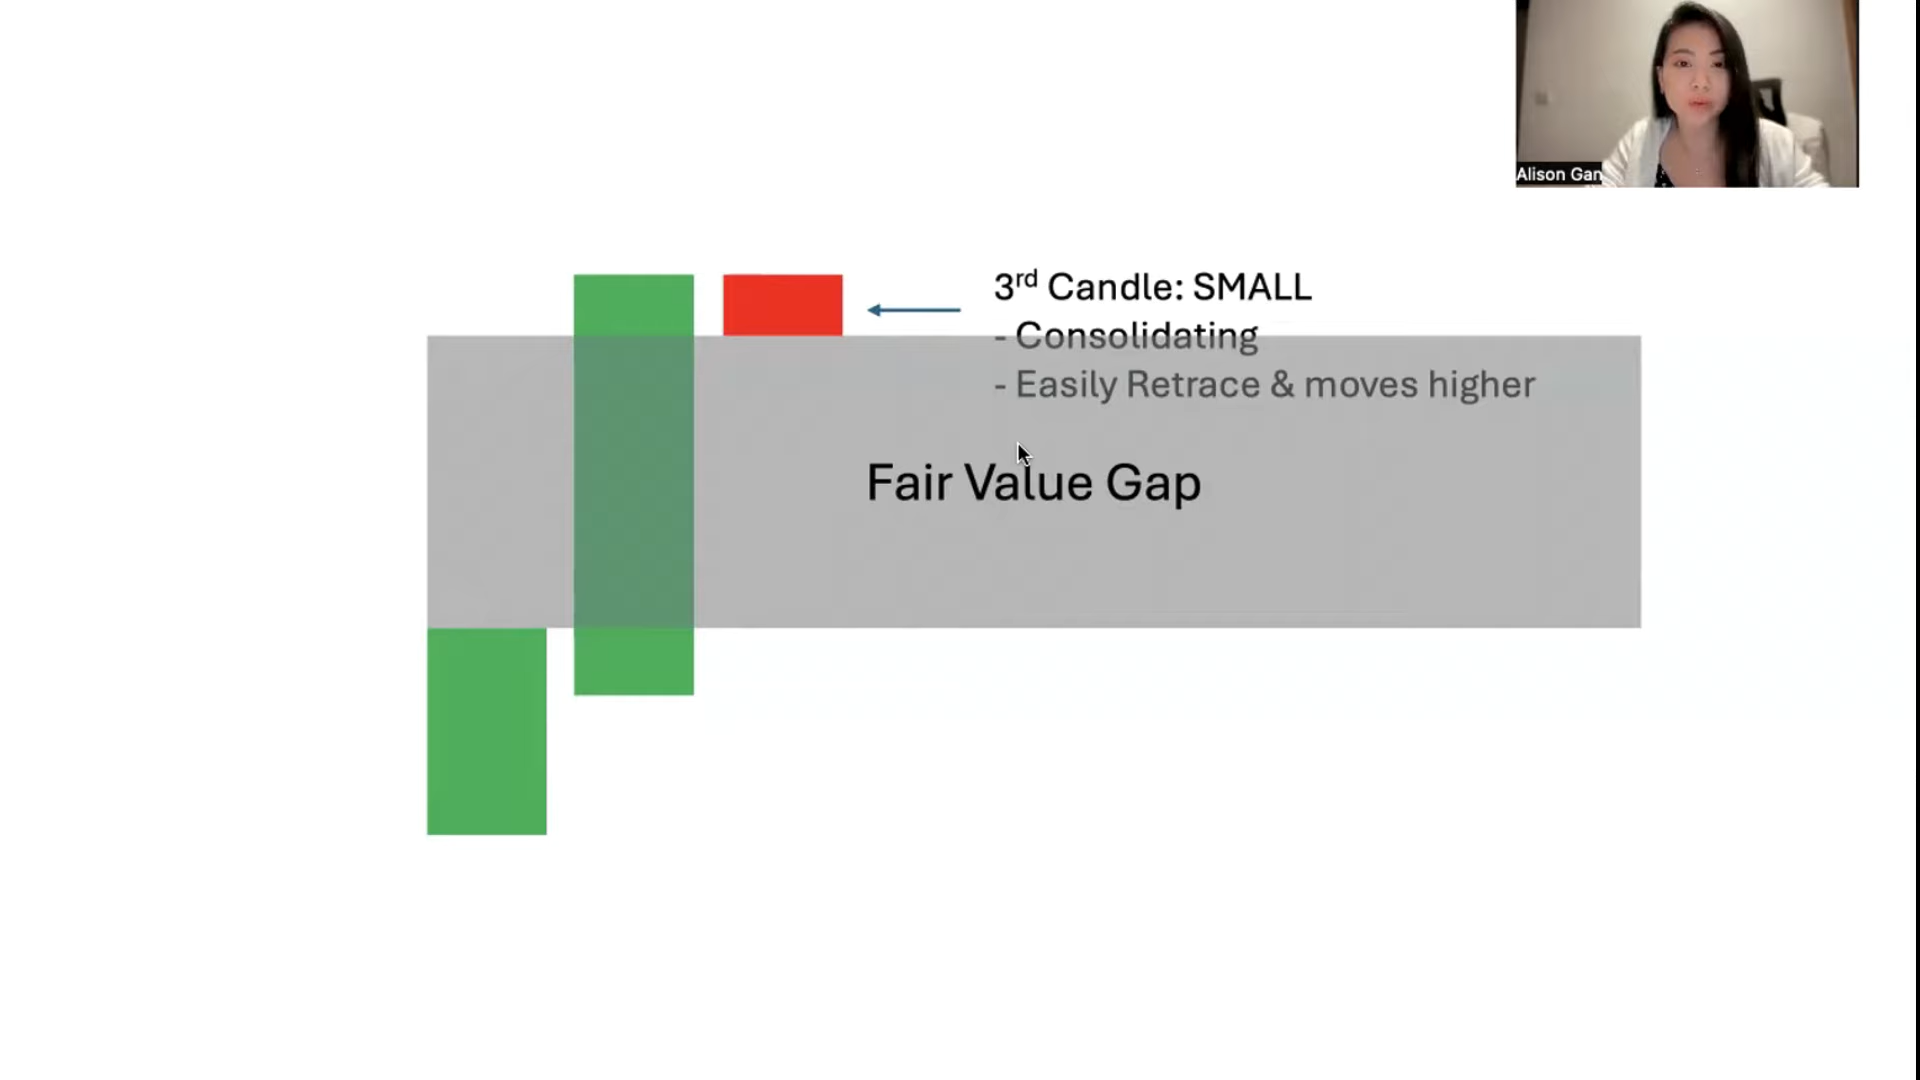 Alison Gan
3rd Candle: SMALL
- Consolidating
- Easily Retrace & moves higher
Fair Value Gap